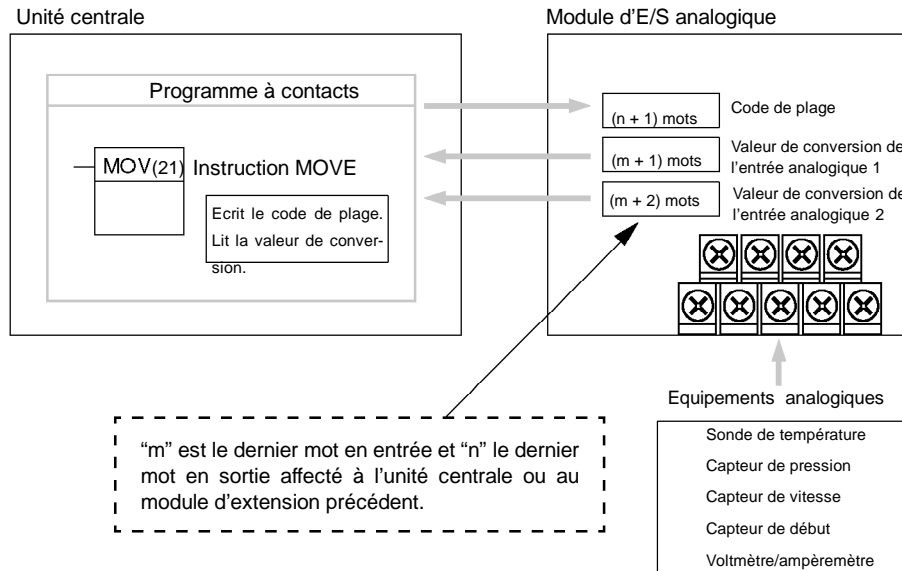 Unité centrale
Module d’E/S analogique
Programme à contacts
MOV(21)
Instruction MOVE
Ecrit le code de plage.
Lit la valeur de conver-
sion.
(n + 1) mots
Code de plage
(m + 1) mots
Valeur de conversion de
l’entrée analogique 1
(m + 2) mots
Valeur de conversion de
l’entrée analogique 2
Equipements analogiques
Sonde de température
Capteur de pression
Capteur de vitesse
Capteur de début
Voltmètre/ampèremètre
“m” est le dernier mot en entrée et “n” le dernier
mot en sortie affecté à l’unité centrale ou au
module d’extension précédent.